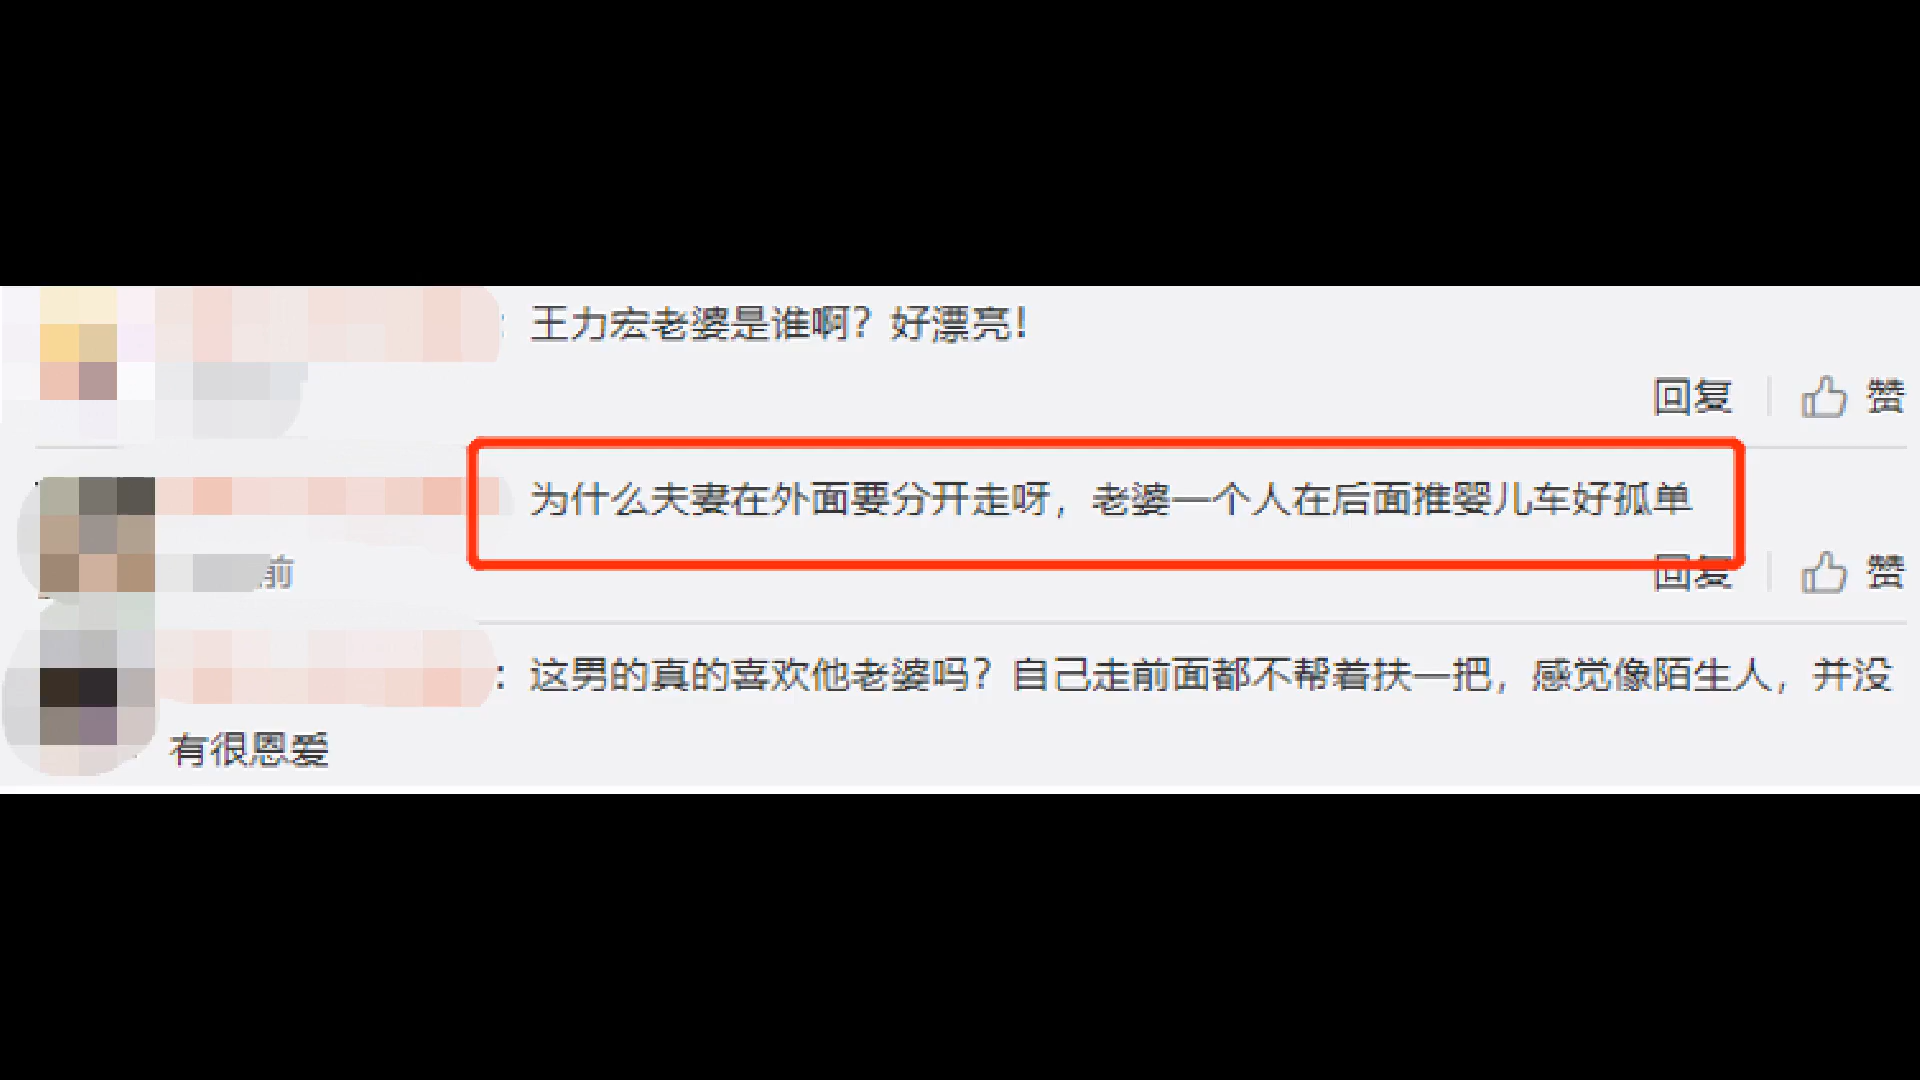 ：王力宏老婆是谁啊？好漂亮！
回复 赞
为什么夫妻在外面要分开走呀，老婆一个人在后面推婴儿车好孤单
前
回复 赞
：这男的真的喜欢他老婆吗？自己走前面都不帮着扶一把，感觉像陌生人，并没
有很恩爱